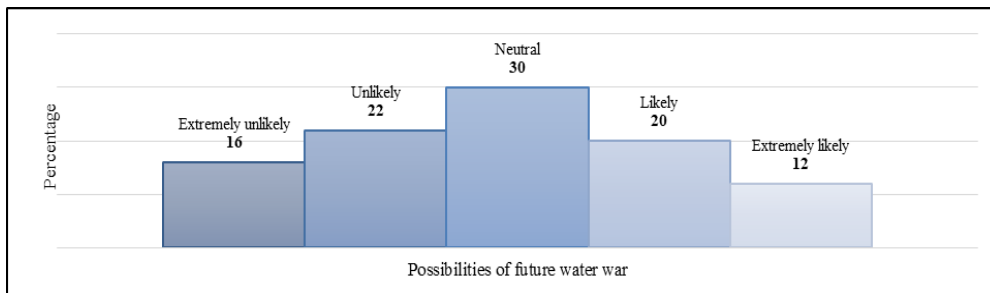 Neutral
30
Unlikely
22
Likely
20
Extremely unlikely
16
Extremely likely
12
Percentage
Possibilities of future water war